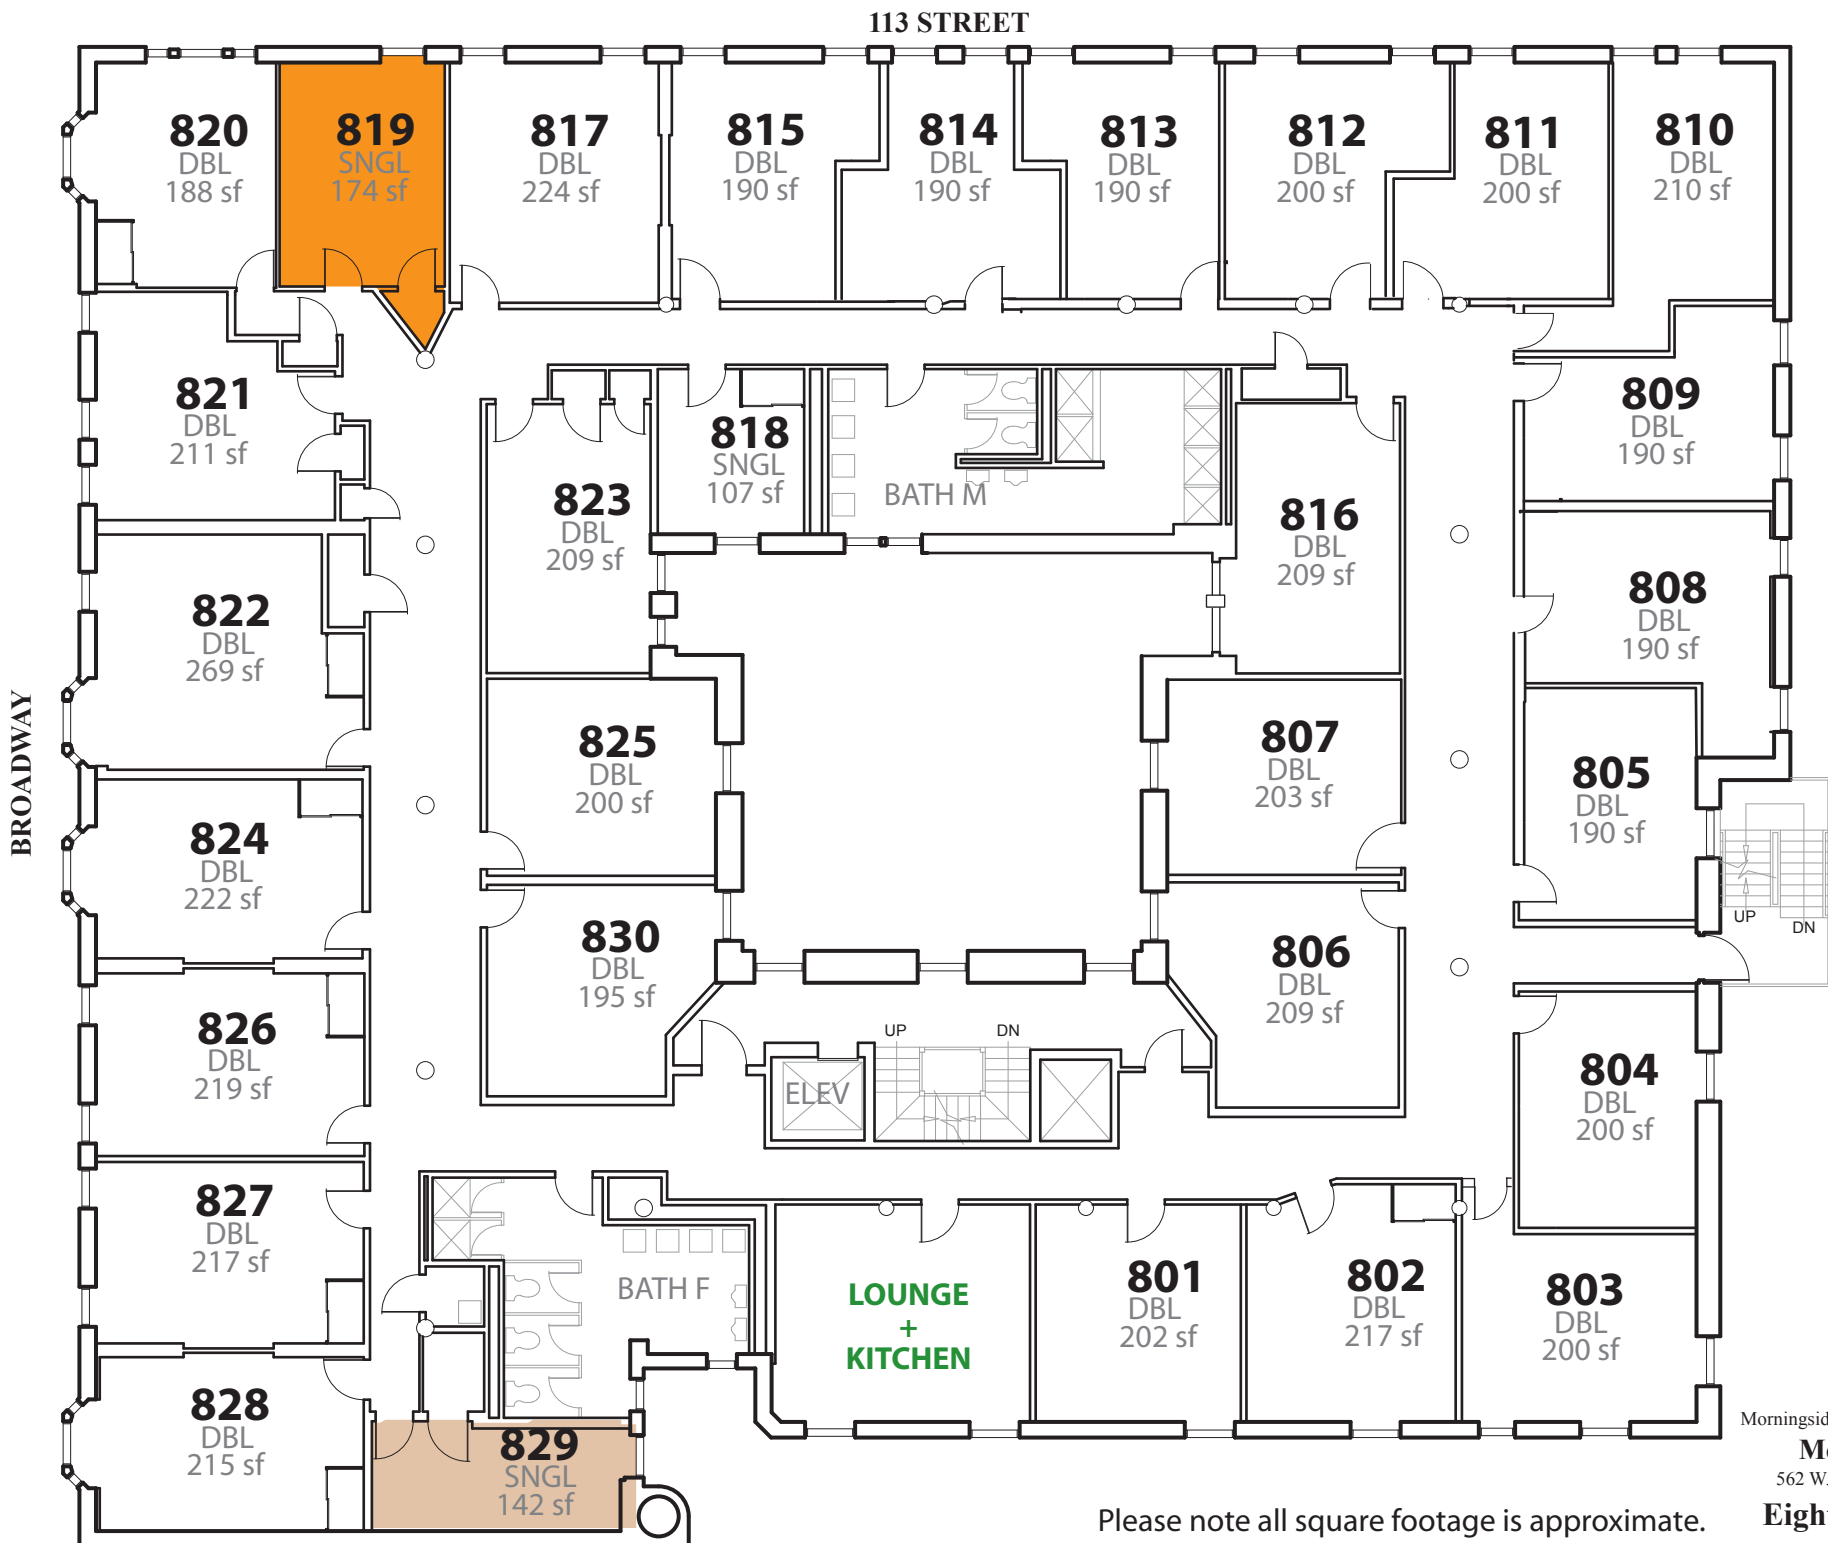 113 STREET
820
DBL
188 sf
819
SNGL
174 sf
817
DBL
224 sf
815
DBL
190 sf
814
DBL
190 sf
813
DBL
190 sf
812
DBL
200 sf
811
DBL
200 sf
810
DBL
210 sf
821
DBL
211 sf
823
DBL
209 sf
818
SNGL
107 sf
BATH M
816
DBL
209 sf
809
DBL
190 sf
822
DBL
269 sf
808
DBL
190 sf
BROADWAY
825
DBL
200 sf
807
DBL
203 sf
805
DBL
190 sf
824
DBL
222 sf
UP
DN
830
DBL
195 sf
806
DBL
209 sf
826
DBL
219 sf
UP
DN
ELEV
804
DBL
200 sf
827
DBL
217 sf
BATH F
LOUNGE
+
KITCHEN
801
DBL
202 sf
802
DBL
217 sf
803
DBL
200 sf
828
DBL
215 sf
829
SNGL
142 sf
562 W
Please note all square footage is approximate.